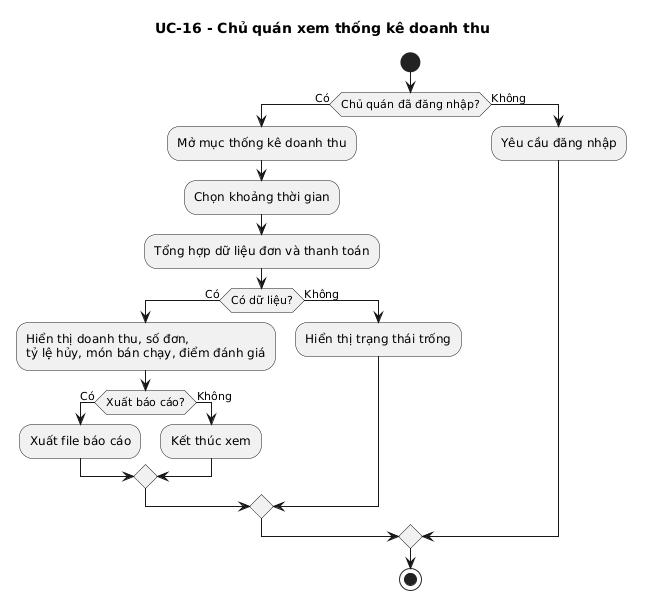 UC-16 - Chủ quán xem thống kê doanh thu
Có
Chủ quán đã đăng nhập?
Không
Mở mục thống kê doanh thu
Yêu cầu đăng nhập
Chọn khoảng thời gian
Tổng hợp dữ liệu đơn và thanh toán
Có
Có dữ liệu?
Không
Hiển thị doanh thu, số đơn,
tỷ lệ hủy, món bán chạy, điểm đánh giá
Hiển thị trạng thái trống
Có
Xuất báo cáo?
Không
Xuất file báo cáo
Kết thúc xem